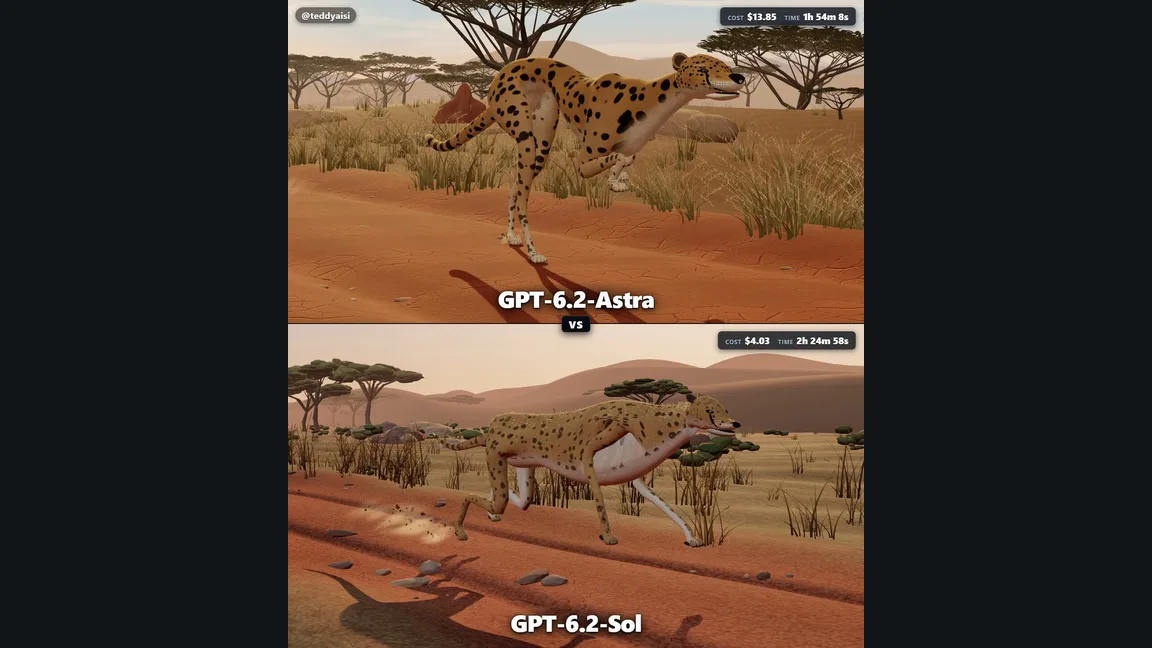 @teddyaisi
COST $13.85 TIME 1h 54m 8s
GPT-6.2-Astra
VS
COST $4.03 TIME 2h 24m 58s
GPT-6.2-Sol